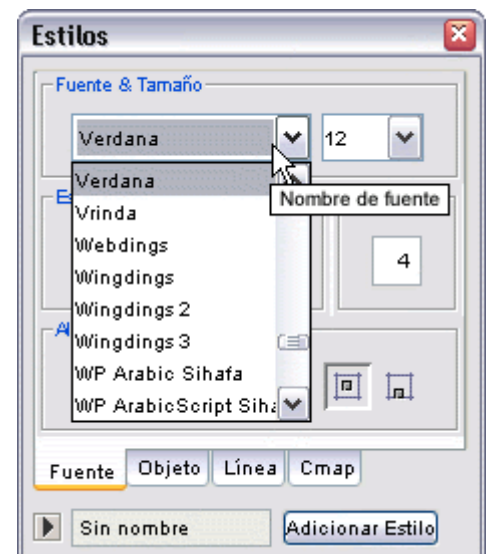 Estilos
Fuente & Tamaño
Verdana
12
Verdana
Nombre de fuente
Vrinda
Webdings
4
Wingdings
Wingdings 2
Wingdings 3
WP Arabic Sihafa
WP ArabicScript Siha
Fuente Objeto Línea Cmap
Sin nombre Adicionar Estilo